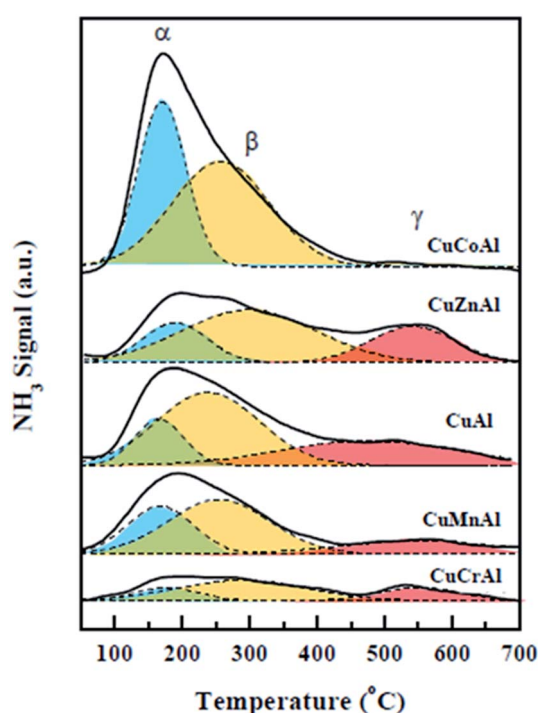 α
β
γ
CuCoAl
CuZnAl
CuAl
CuMnAl
CuCrAl
NH₃ Signal (a.u.)
100 200 300 400 500 600 700
Temperature (°C)